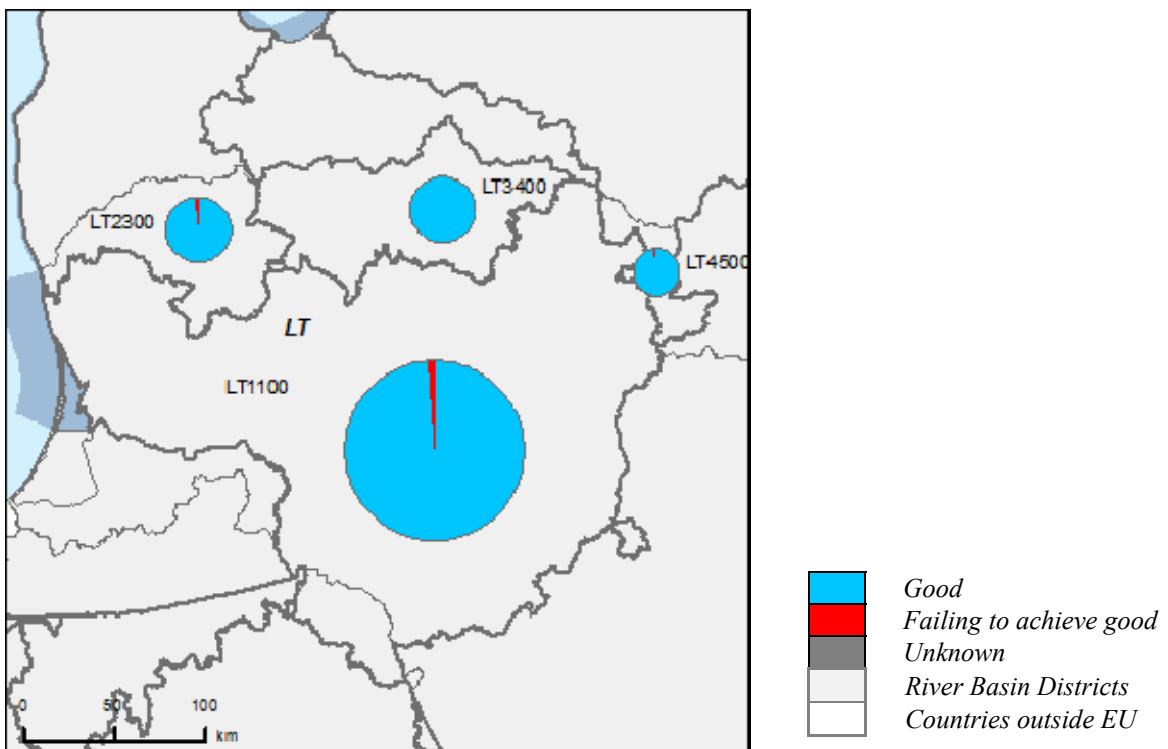 LT3400
LT2300
LT4500
LT
LT1100
0 50 100
km
Good
Failing to achieve good
Unknown
River Basin Districts
Countries outside EU